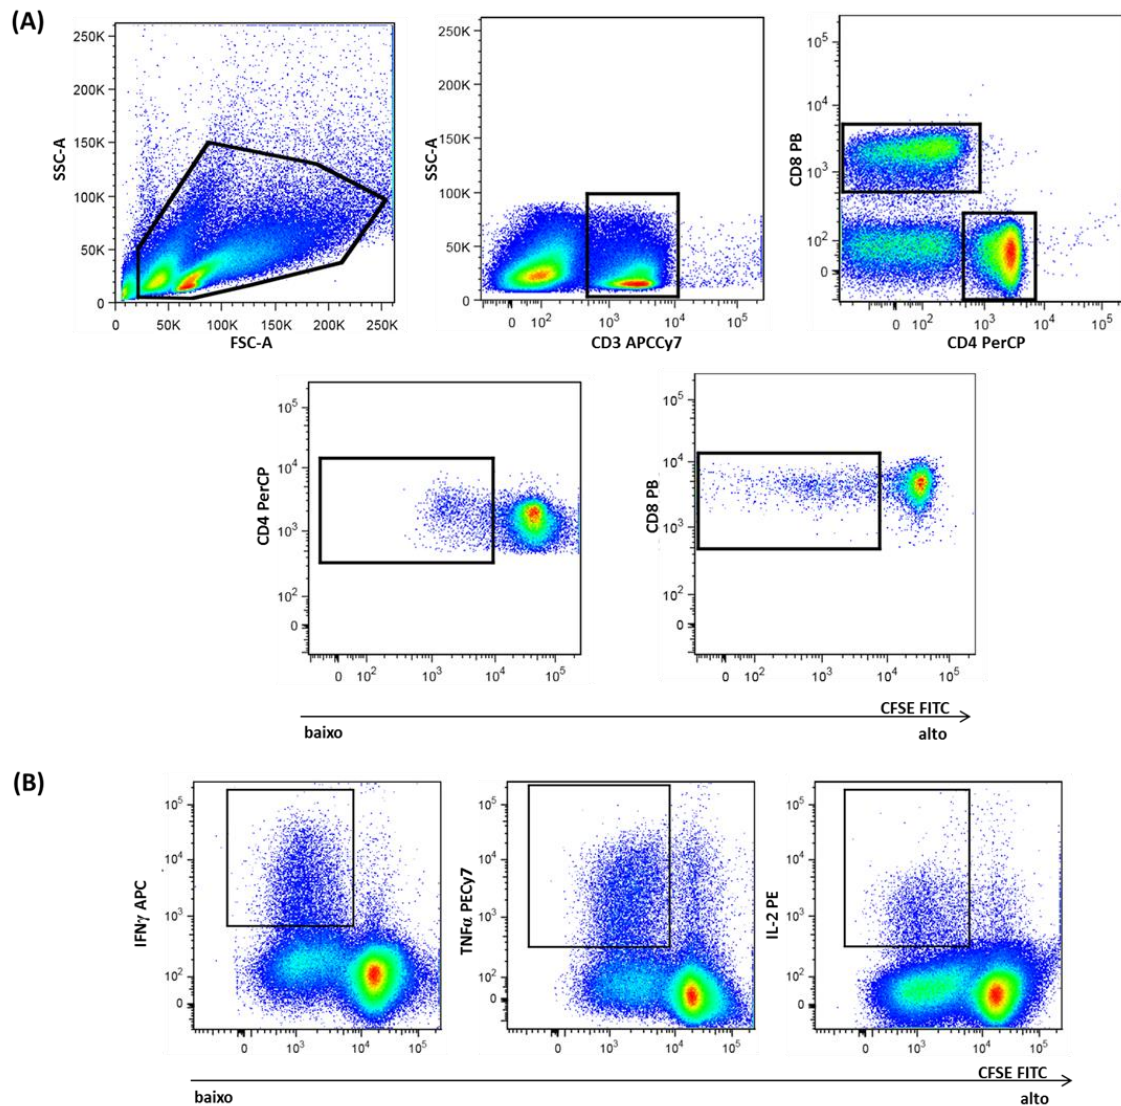 (A)
250K
200K
150K
100K
50K
0
SSC-A
0 50K 100K 150K 200K 250K
FSC-A
250K
200K
150K
100K
50K
0
SSC-A
0 10² 10³ 10⁴ 10⁵
CD3 APCCy7
10⁵
10⁴
10³
10²
0
CD8 PB
0 10² 10³ 10⁴ 10⁵
CD4 PerCP
10⁵
10⁴
10³
10²
0
CD4 PerCP
0 10² 10³ 10⁴ 10⁵
10⁵
10⁴
10³
10²
0
CD8 PB
0 10² 10³ 10⁴ 10⁵
CFSE FITC
baixo alto
(B)
10⁵
10⁴
10³
10²
0
IFNγ APC
0 10³ 10⁴ 10⁵
10⁵
10⁴
10³
10²
0
TNFα PECy7
0 10³ 10⁴ 10⁵
10⁵
10⁴
10³
10²
0
IL-2 PE
0 10³ 10⁴ 10⁵
CFSE FITC
baixo alto